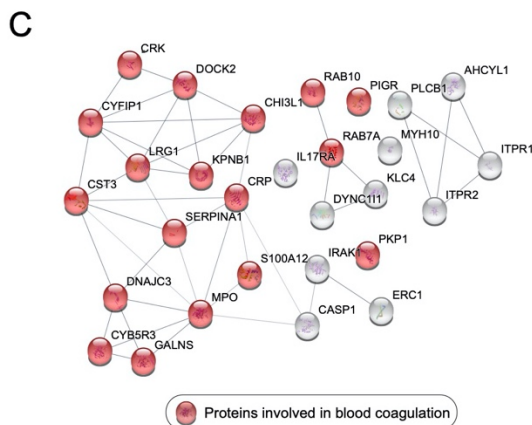 C
CRK
DOCK2
CYFIP1
CHI3L1
LRG1
KPNB1
CST3
CRP
SERPINA1
S100A12
DNAJC3
MPO
CYB5R3
GALNS
RAB10
PIGR
PLCB1
AHCYL1
RAB7A
MYH10
ITPR1
IL17RA
KLC4
DYNC1I1
ITPR2
IRAK1
PKP1
CASP1
ERC1
Proteins involved in blood coagulation